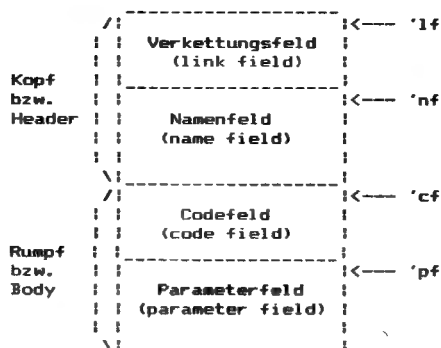 <--- 'lf
Verkettungsfeld
(link field)
Kopf
bzw.
Header
<--- 'nf
Namenfeld
(name field)
<--- 'cf
Codefeld
(code field)
Rumpf
bzw.
Body
<--- 'pf
Parameterfeld
(parameter field)